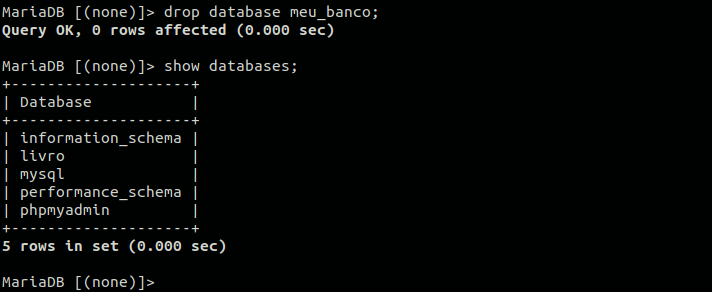 MariaDB [(none)]> drop database meu_banco;
Query OK, 0 rows affected (0.000 sec)
MariaDB [(none)]> show databases;
+--------------------+
| Database           |
+--------------------+
| information_schema |
| livro              |
| mysql              |
| performance_schema |
| phpmyadmin         |
+--------------------+
5 rows in set (0.000 sec)
MariaDB [(none)]>